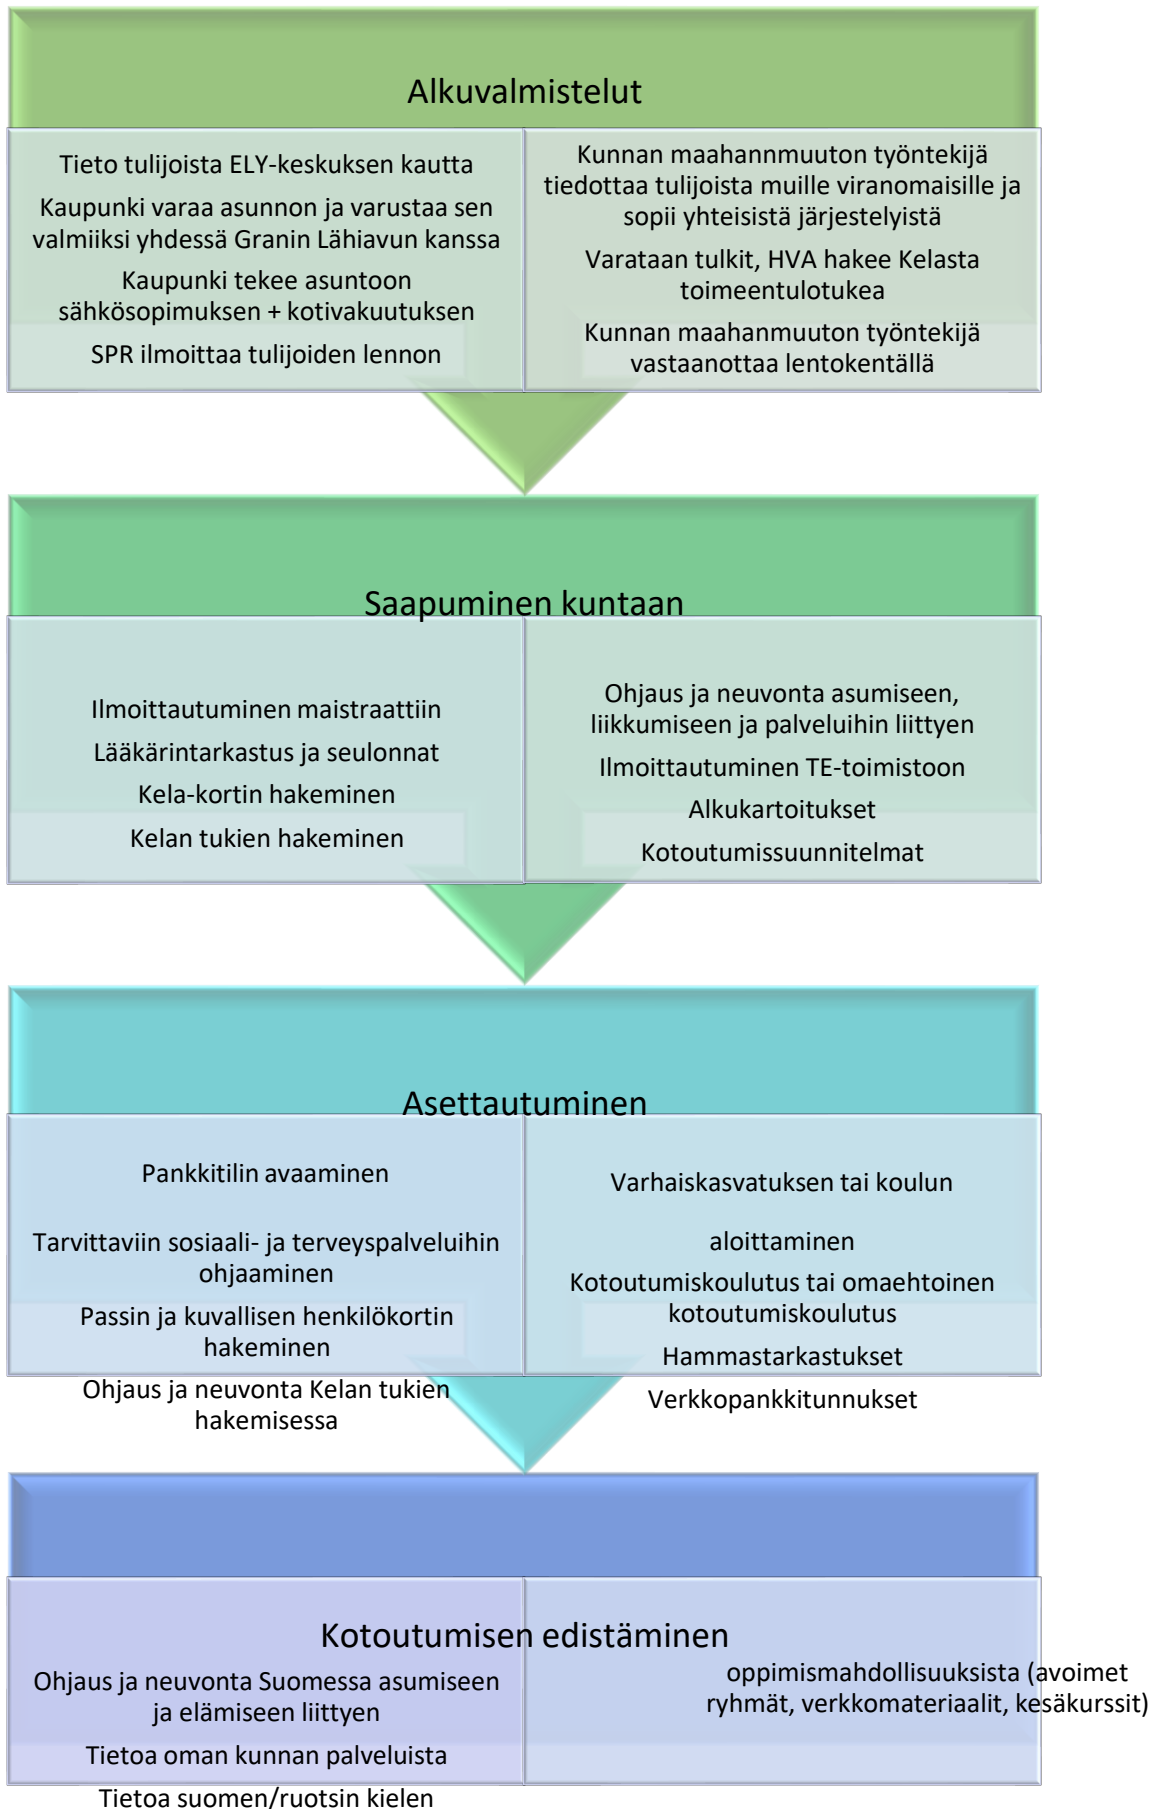 Alkuvalmistelut
Tieto tulijoista ELY-keskuksen kautta
Kaupunki varaa asunnon ja varustaa sen
valmiiksi yhdessä Granin Lähiavun kanssa
Kaupunki tekee asuntoon
sähkösopimuksen + kotivakuutuksen
SPR ilmoittaa tulijoiden lennon
Kunnan maahannmuuton työntekijä
tiedottaa tulijoista muille viranomaisille ja
sopii yhteisistä järjestelyistä
Varataan tulkit, HVA hakee Kelasta
toimeentulotukea
Kunnan maahanmuuton työntekijä
vastaanottaa lentokentällä
Saapuminen kuntaan
Ilmoittautuminen maistraattiin
Lääkärintarkastus ja seulonnat
Kela-kortin hakeminen
Kelan tukien hakeminen
Ohjaus ja neuvonta asumiseen,
liikkumiseen ja palveluihin liittyen
Ilmoittautuminen TE-toimistoon
Alkukartoitukset
Kotoutumissuunnitelmat
Asettautuminen
Pankkitilin avaaminen
Tarvittaviin sosiaali- ja terveyspalveluihin
ohjaaminen
Passin ja kuvallisen henkilökortin
hakeminen
Ohjaus ja neuvonta Kelan tukien
hakemisessa
Varhaiskasvatuksen tai koulun
aloittaminen
Kotoutumiskoulutus tai omaehtoinen
kotoutumiskoulutus
Hammastarkastukset
Verkkopankkitunnukset
Kotoutumisen edistäminen
Ohjaus ja neuvonta Suomessa asumiseen
ja elämiseen liittyen
Tietoa oman kunnan palveluista
Tietoa suomen/ruotsin kielen
oppimismahdollisuuksista (avoimet
ryhmät, verkkomateriaalit, kesäkurssit)